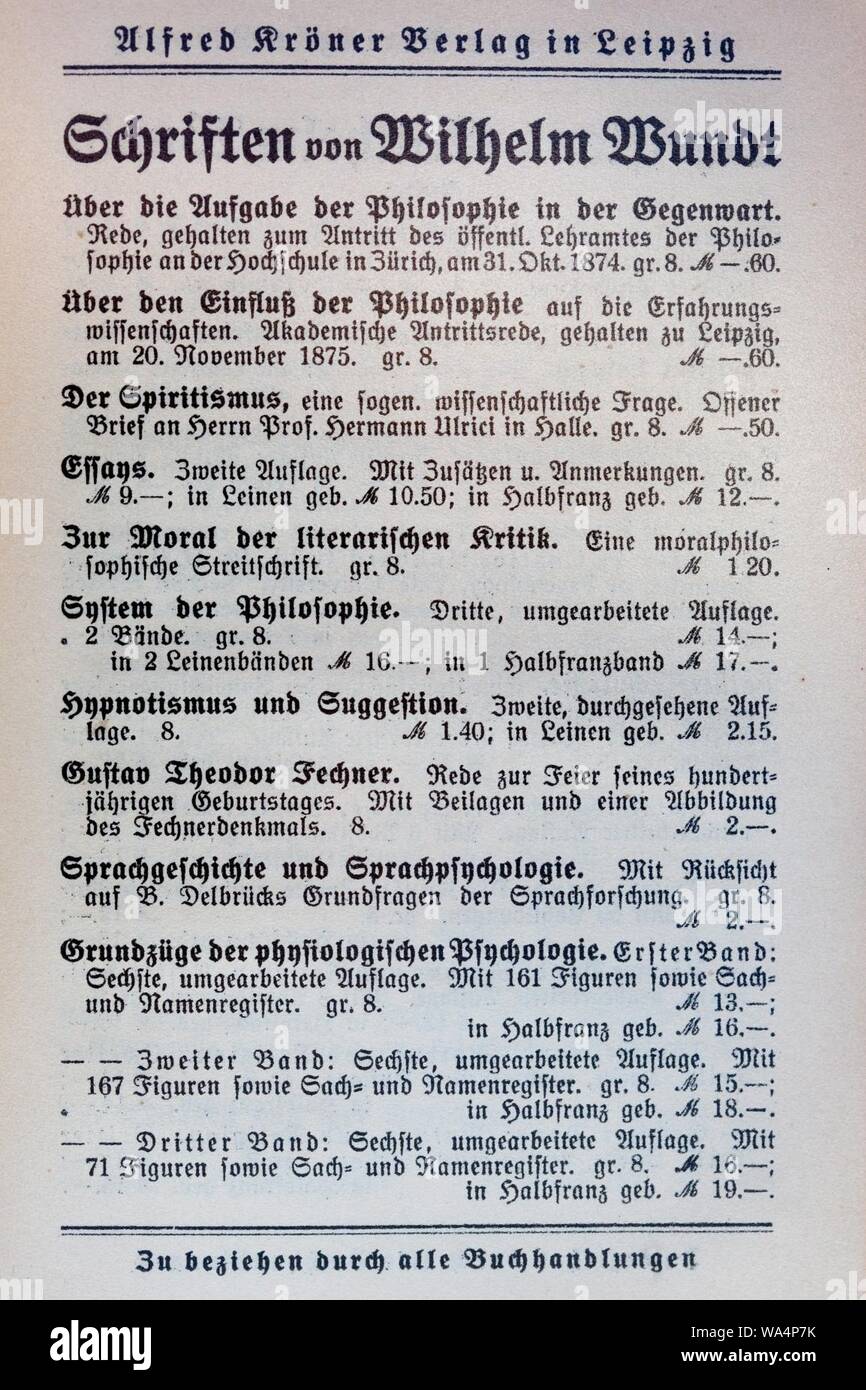 Alfred Kröner Verlag in Leipzig
Schriften von Wilhelm Wundt
Über die Aufgabe der Philosophie in der Gegenwart.
Rede, gehalten zum Antritt des öffentl. Lehramtes der Philo-
sophie an der Hochschule in Zürich, am 31. Okt. 1874. gr. 8. ℳ —.60.
Über den Einfluß der Philosophie auf die Erfahrungs-
wissenschaften. Akademische Antrittsrede, gehalten zu Leipzig,
am 20. November 1875. gr. 8. ℳ —.60.
Der Spiritismus, eine sogen. wissenschaftliche Frage. Offener
Brief an Herrn Prof. Hermann Ulrici in Halle. gr. 8. ℳ —.50.
Essays. Zweite Auflage. Mit Zusätzen u. Anmerkungen. gr. 8.
ℳ 9.—; in Leinen geb. ℳ 10.50; in Halbfranz geb. ℳ 12.—.
Zur Moral der literarischen Kritik. Eine moralphilo-
sophische Streitschrift. gr. 8. ℳ 1 20.
System der Philosophie. Dritte, umgearbeitete Auflage.
2 Bände. gr. 8. ℳ 14.—;
in 2 Leinenbänden ℳ 16.—; in 1 Halbfranzband ℳ 17.—.
Hypnotismus und Suggestion. Zweite, durchgesehene Auf-
lage. 8. ℳ 1.40; in Leinen geb. ℳ 2.15.
Gustav Theodor Fechner. Rede zur Feier seines hundert-
jährigen Geburtstages. Mit Beilagen und einer Abbildung
des Fechnerdenkmals. 8. ℳ 2.—.
Sprachgeschichte und Sprachpsychologie. Mit Rücksicht
auf B. Delbrücks Grundfragen der Sprachforschung. gr. 8.
ℳ 2.—.
Grundzüge der physiologischen Psychologie. Erster Band:
Sechste, umgearbeitete Auflage. Mit 161 Figuren sowie Sach-
und Namenregister. gr. 8. ℳ 13.—;
in Halbfranz geb. ℳ 16.—.
— — Zweiter Band: Sechste, umgearbeitete Auflage. Mit
167 Figuren sowie Sach- und Namenregister. gr. 8. ℳ 15.—;
in Halbfranz geb. ℳ 18.—.
— — Dritter Band: Sechste, umgearbeitete Auflage. Mit
71 Figuren sowie Sach- und Namenregister. gr. 8. ℳ 16.—;
in Halbfranz geb. ℳ 19.—.
Zu beziehen durch alle Buchhandlungen
alamy
Image ID: WA4P7K
www.alamy.com